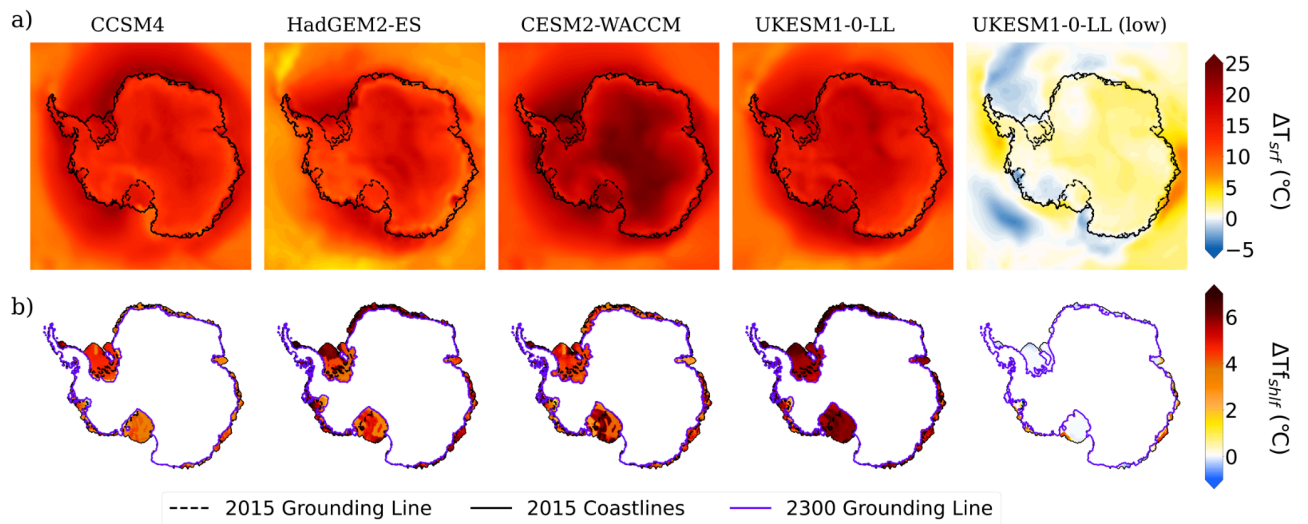 a)
CCSM4 HadGEM2-ES CESM2-WACCM UKESM1-0-LL UKESM1-0-LL (low)
25
20
15
10
5
0
−5
ΔT_srf (°C)
b)
6
4
2
0
ΔTf_shlf (°C)
2015 Grounding Line 2015 Coastlines 2300 Grounding Line